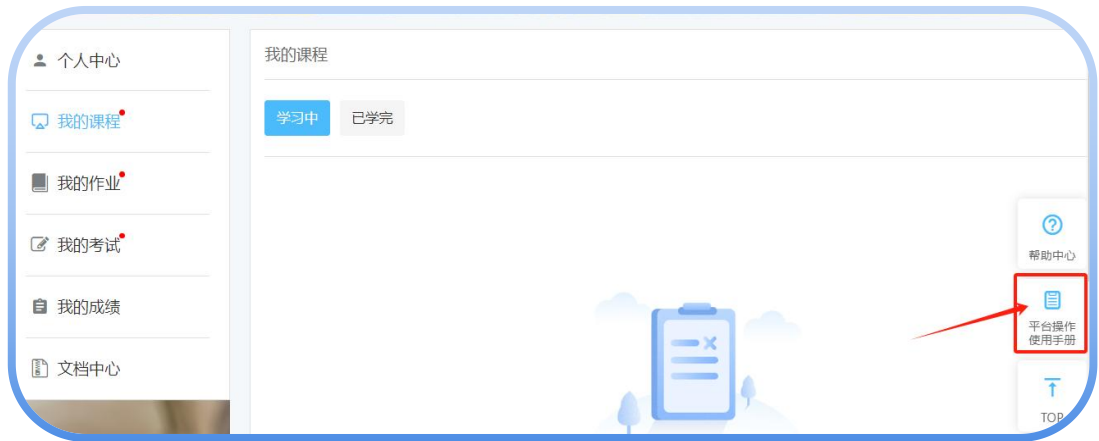 个人中心
我的课程
我的作业
我的考试
我的成绩
文档中心
我的课程
学习中
已学完
帮助中心
平台操作
使用手册
TOP